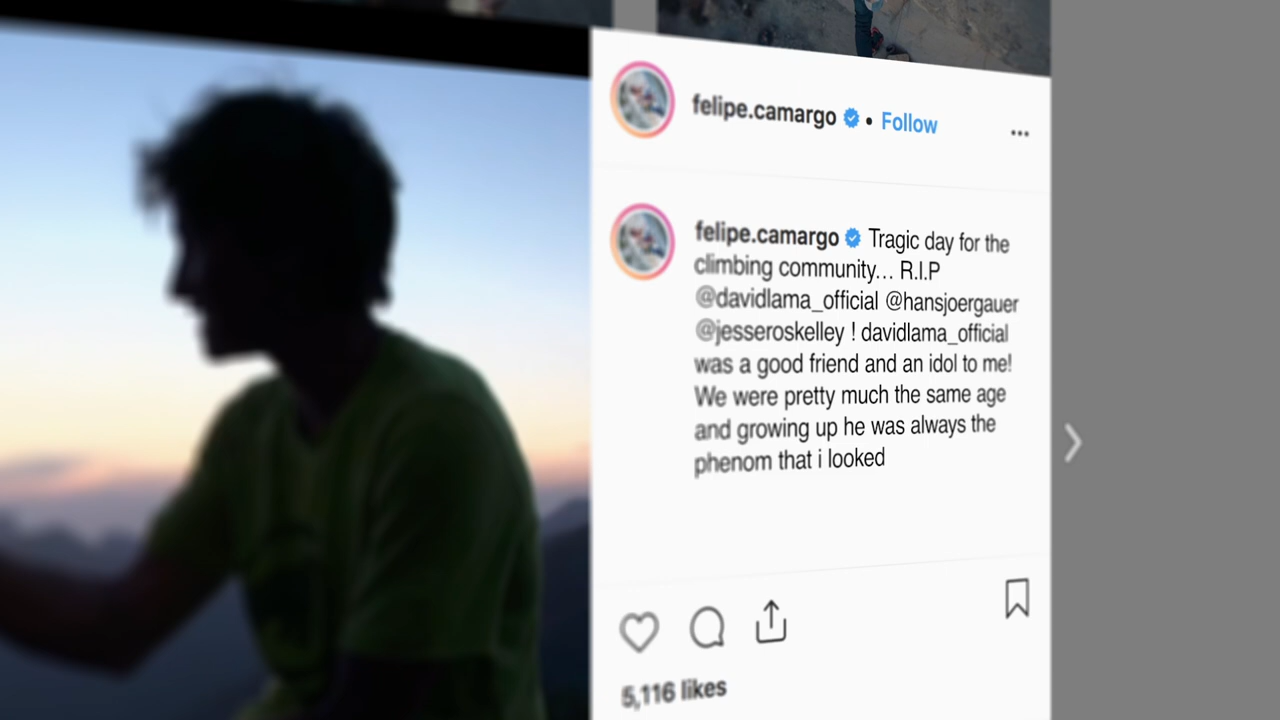 felipe.camargo • Follow
felipe.camargo Tragic day for the
climbing community... R.I.P
@davidlama_official @hansjoergauer
@jesseroskelley ! davidlama_official
was a good friend and an idol to me!
We were pretty much the same age
and growing up he was always the
phenom that i looked
5,116 likes